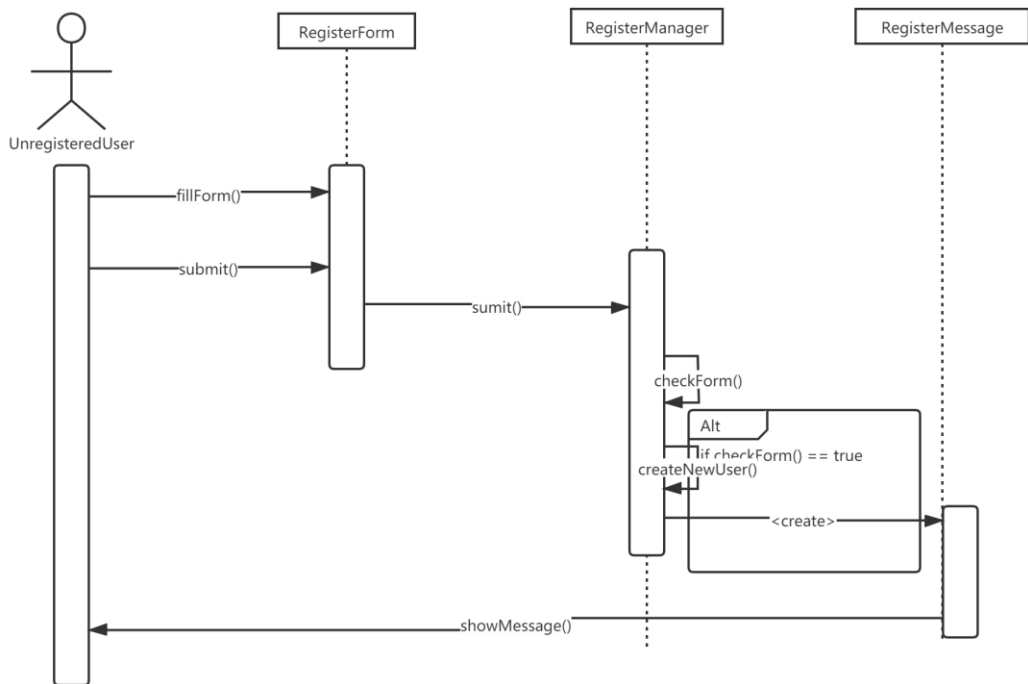 RegisterForm
RegisterManager
RegisterMessage
UnregisteredUser
fillForm()
submit()
sumit()
checkForm()
Alt
if checkForm() == true
createNewUser()
<create>
showMessage()